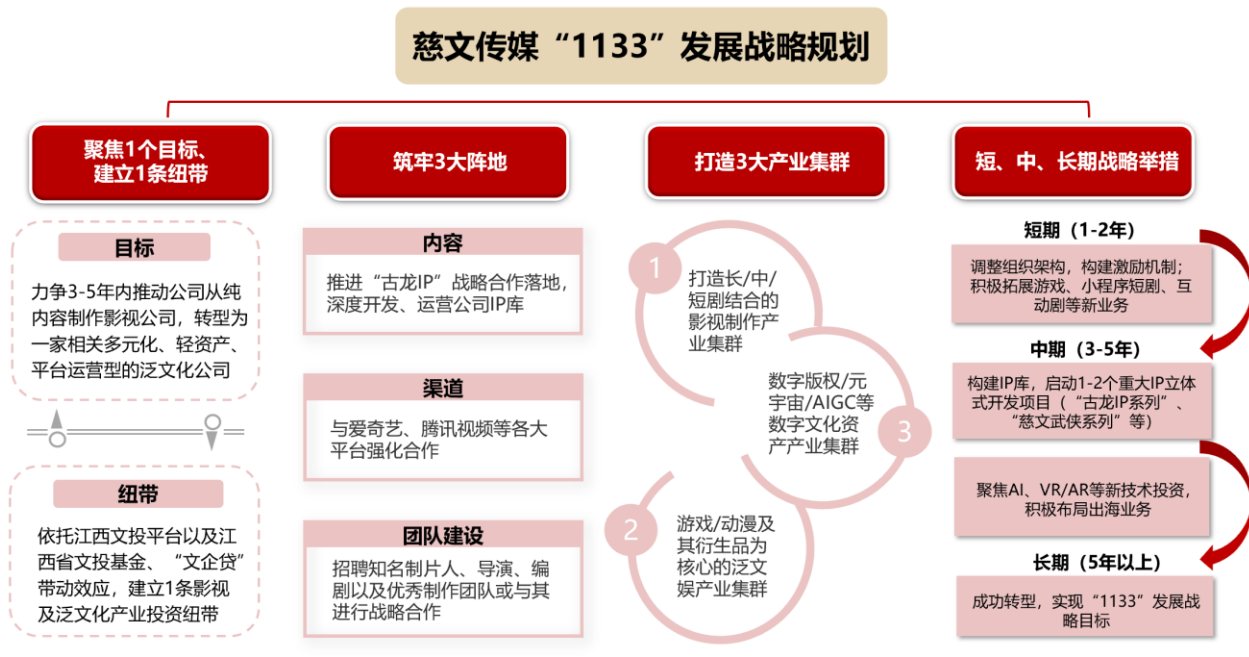 慈文传媒“1133”发展战略规划
聚焦1个目标、
建立1条纽带
目标
力争3-5年内推动公司从纯
内容制作影视公司，转型为
一家相关多元化、轻资产、
平台运营型的泛文化公司
纽带
依托江西文投平台以及江
西省文投基金、“文企贷”
带动效应，建立1条影视
及泛文化产业投资纽带
筑牢3大阵地
内容
推进“古龙IP”战略合作落地，
深度开发、运营公司IP库
渠道
与爱奇艺、腾讯视频等各大
平台强化合作
团队建设
招聘知名制片人、导演、编
剧以及优秀制作团队或与其
进行战略合作
打造3大产业集群
1
打造长/中/
短剧结合的
影视制作产
业集群
数字版权/元
宇宙/AIGC等
数字文化资
产产业集群
3
2
游戏/动漫及
其衍生品为
核心的泛文
娱产业集群
短、中、长期战略举措
短期（1-2年）
调整组织架构，构建激励机制；
积极拓展游戏、小程序短剧、互
动剧等新业务
中期（3-5年）
构建IP库，启动1-2个重大IP立体
式开发项目（“古龙IP系列”、
“慈文武侠系列”等）
聚焦AI、VR/AR等新技术投资，
积极布局出海业务
长期（5年以上）
成功转型，实现“1133”发展战
略目标